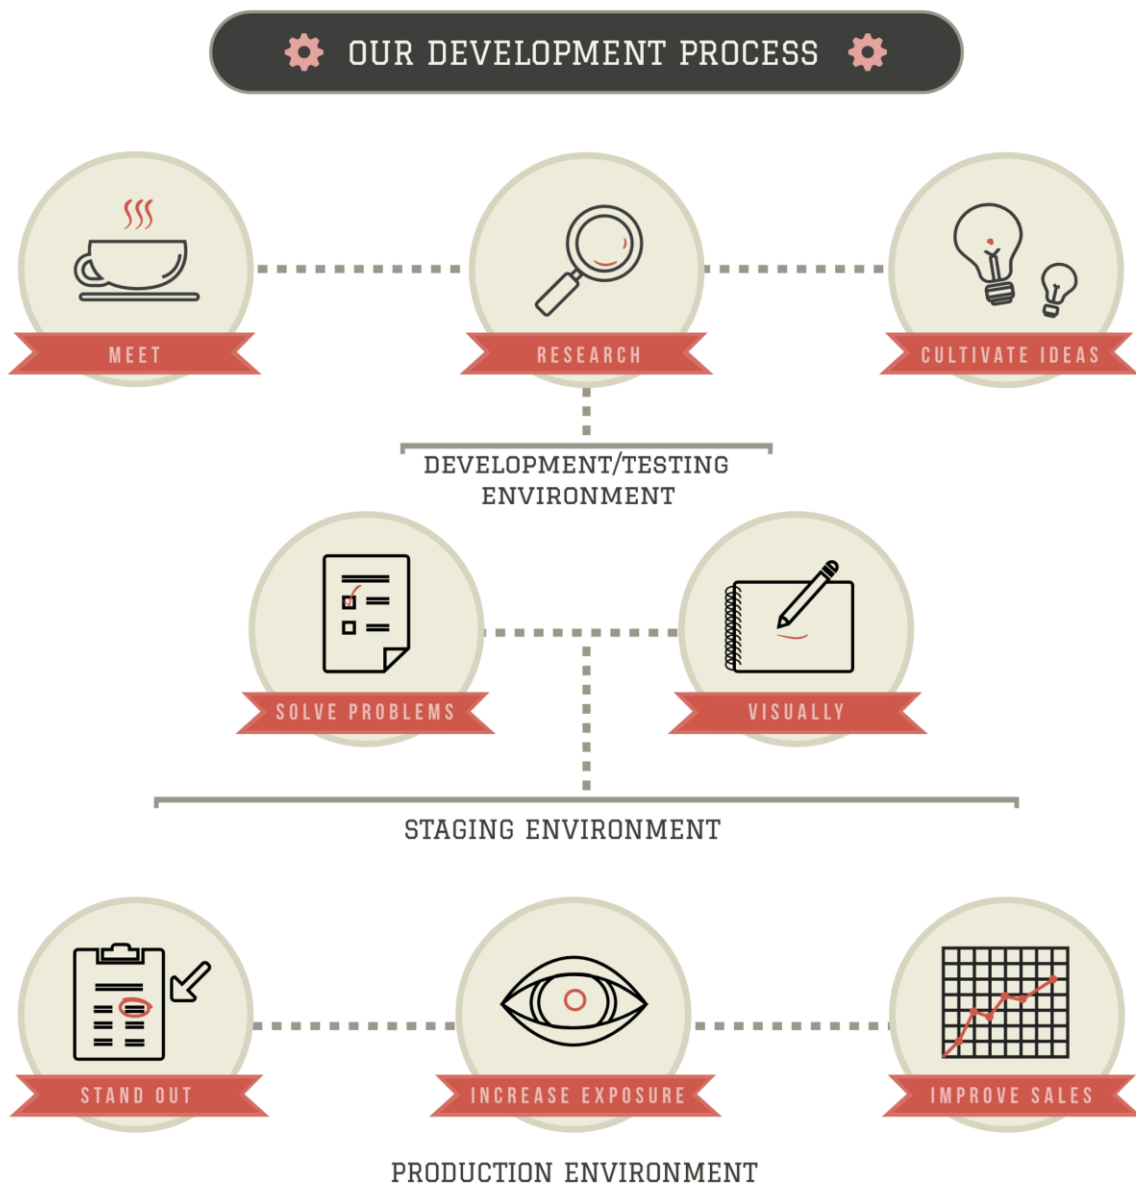 OUR DEVELOPMENT PROCESS
MEET
RESEARCH
CULTIVATE IDEAS
DEVELOPMENT/TESTING
ENVIRONMENT
SOLVE PROBLEMS
VISUALLY
STAGING ENVIRONMENT
STAND OUT
INCREASE EXPOSURE
IMPROVE SALES
PRODUCTION ENVIRONMENT